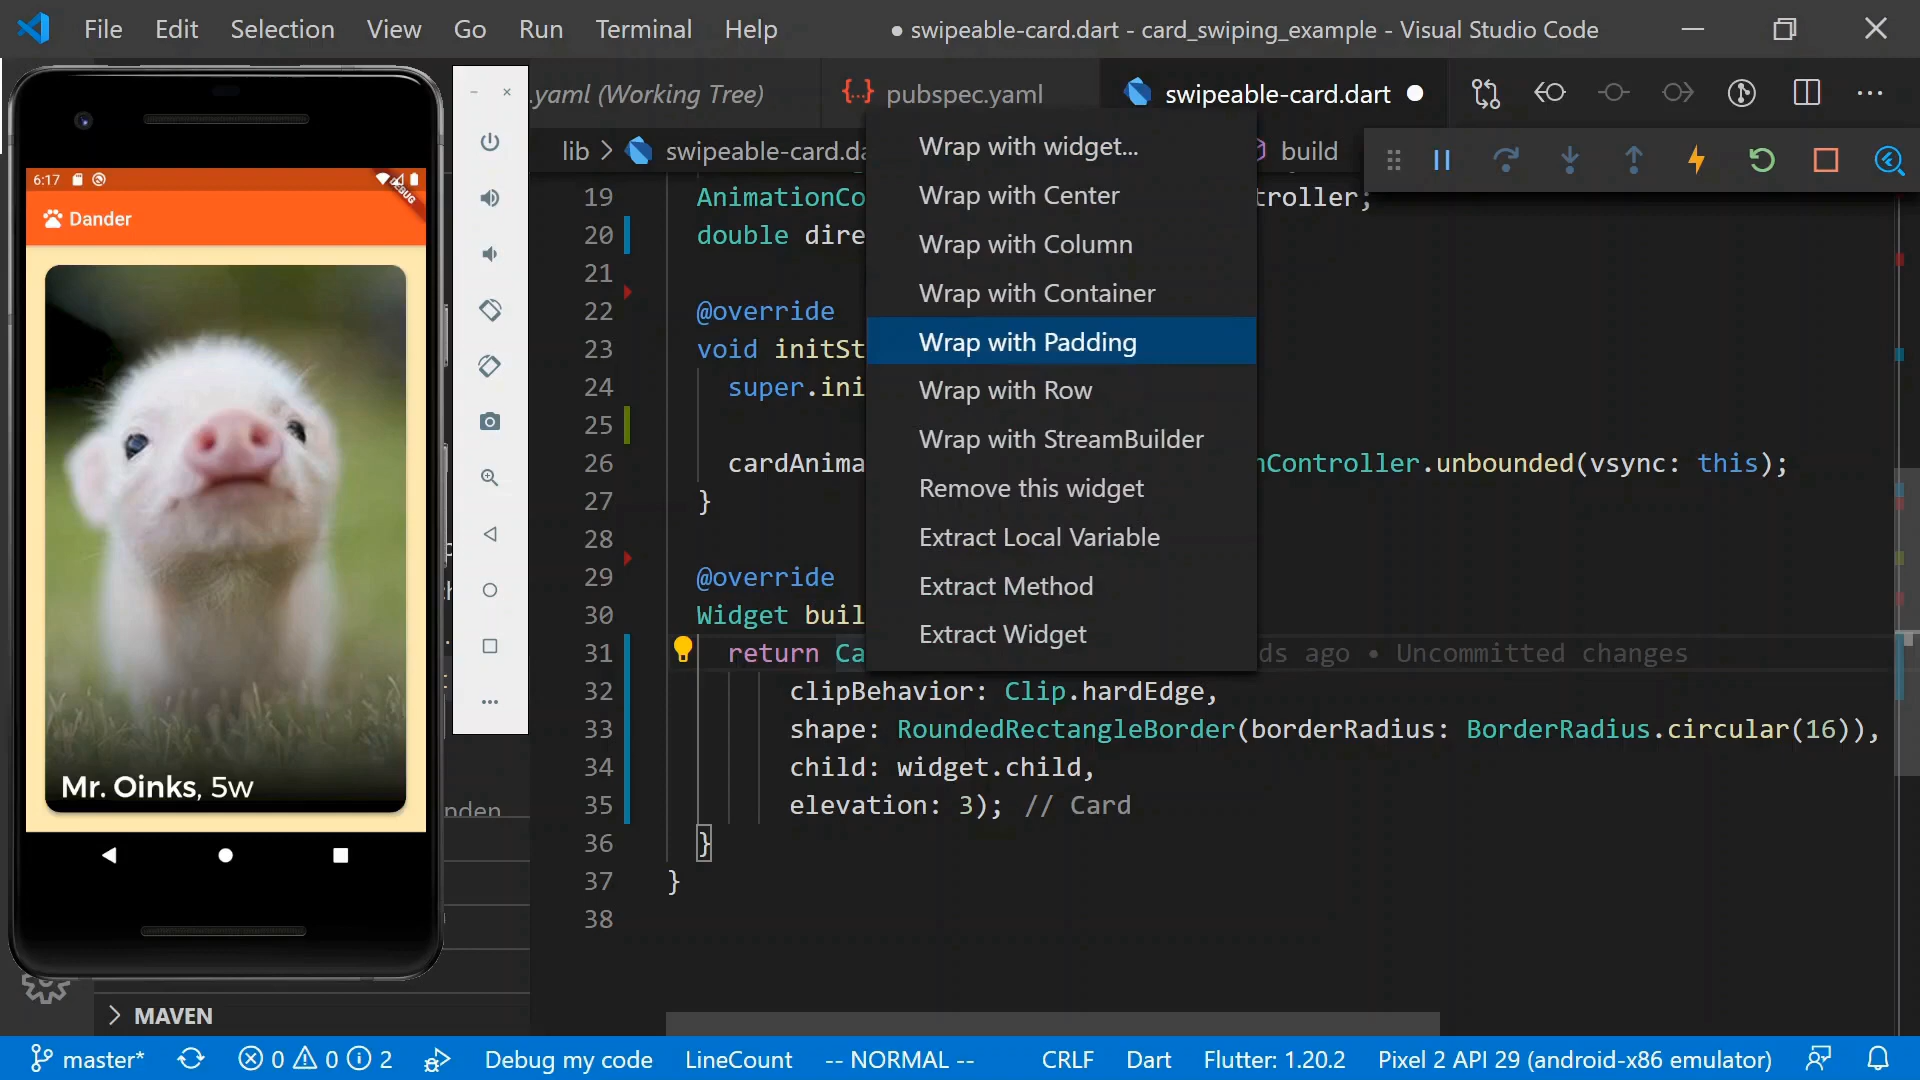 File Edit Selection View Go Run Terminal Help
● swipeable-card.dart - card_swiping_example - Visual Studio Code
.yaml (Working Tree)
{..} pubspec.yaml
swipeable-card.dart ●
lib > swipeable-card.da
build
6:17
DEBUG
Dander
Mr. Oinks, 5w
Wrap with widget...
Wrap with Center
Wrap with Column
Wrap with Container
Wrap with Padding
Wrap with Row
Wrap with StreamBuilder
Remove this widget
Extract Local Variable
Extract Method
Extract Widget
19 AnimationCo troller;
20 double dire
21
22 @override
23 void initSt
24 super.ini
25
26 cardAnima nController.unbounded(vsync: this);
27 }
28
29 @override
30 Widget buil
31 return Ca ds ago • Uncommitted changes
32 clipBehavior: Clip.hardEdge,
33 shape: RoundedRectangleBorder(borderRadius: BorderRadius.circular(16)),
34 child: widget.child,
35 elevation: 3); // Card
36 }
37 }
38
nden
> MAVEN
master* 0 0 2 Debug my code LineCount -- NORMAL -- CRLF Dart Flutter: 1.20.2 Pixel 2 API 29 (android-x86 emulator)